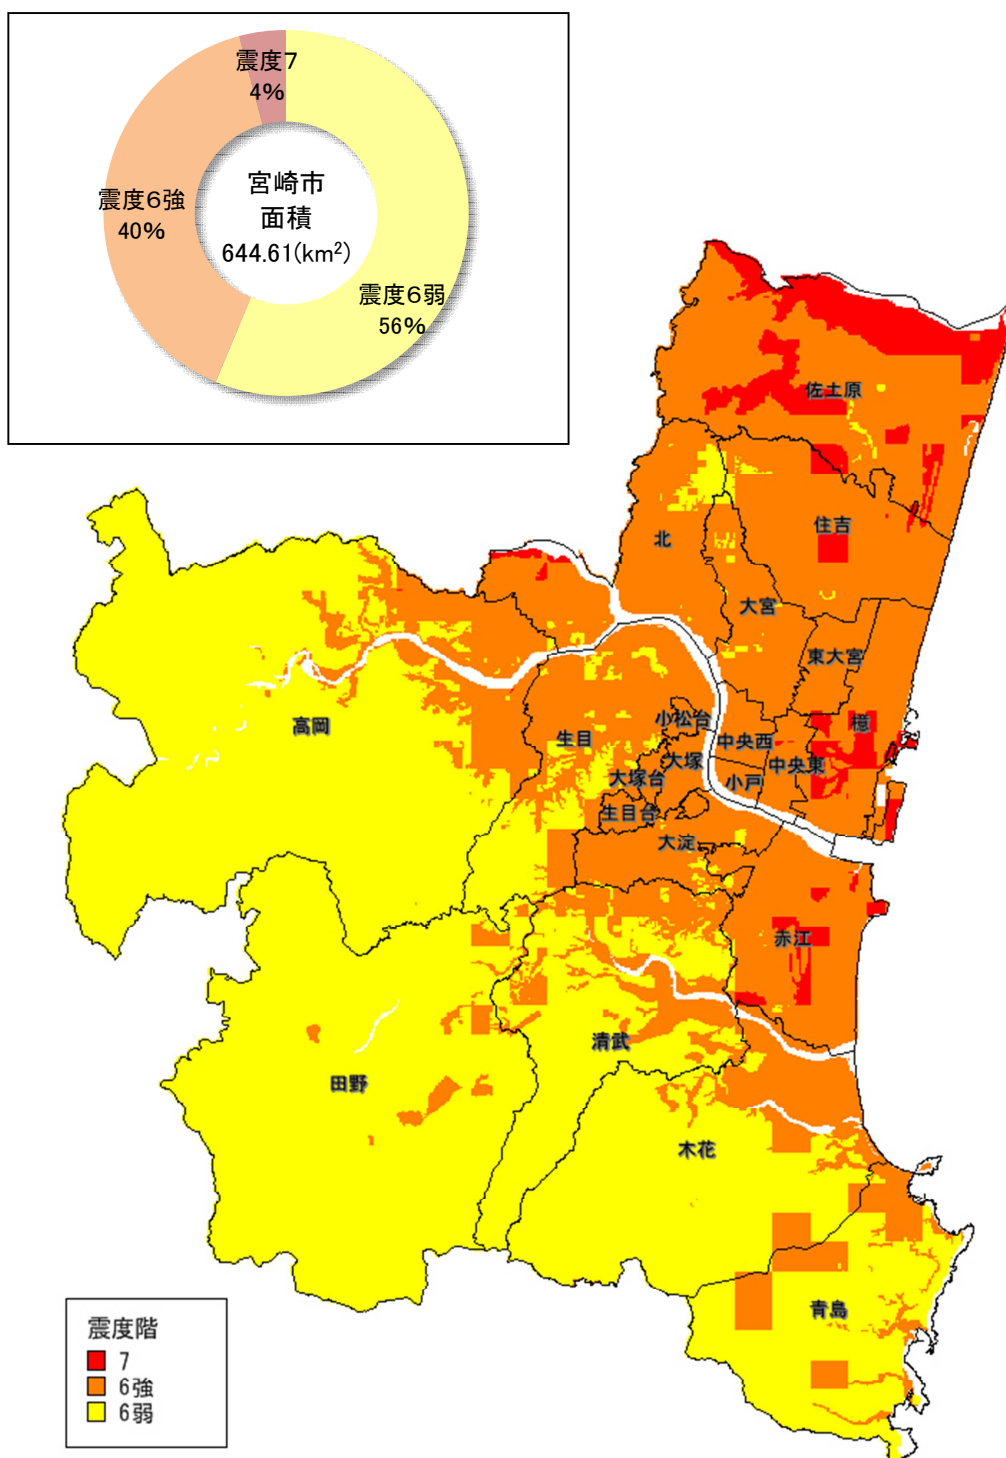 震度7
4%
震度6強
40%
宮崎市
面積
644.61(km²)
震度6弱
56%
佐土原
住吉
北
大宮
東大宮
檍
高岡
生目
小松台
中央西
大塚
中央東
大塚台
小戸
生目台
大淀
赤江
清武
田野
木花
青島
震度階
7
6強
6弱